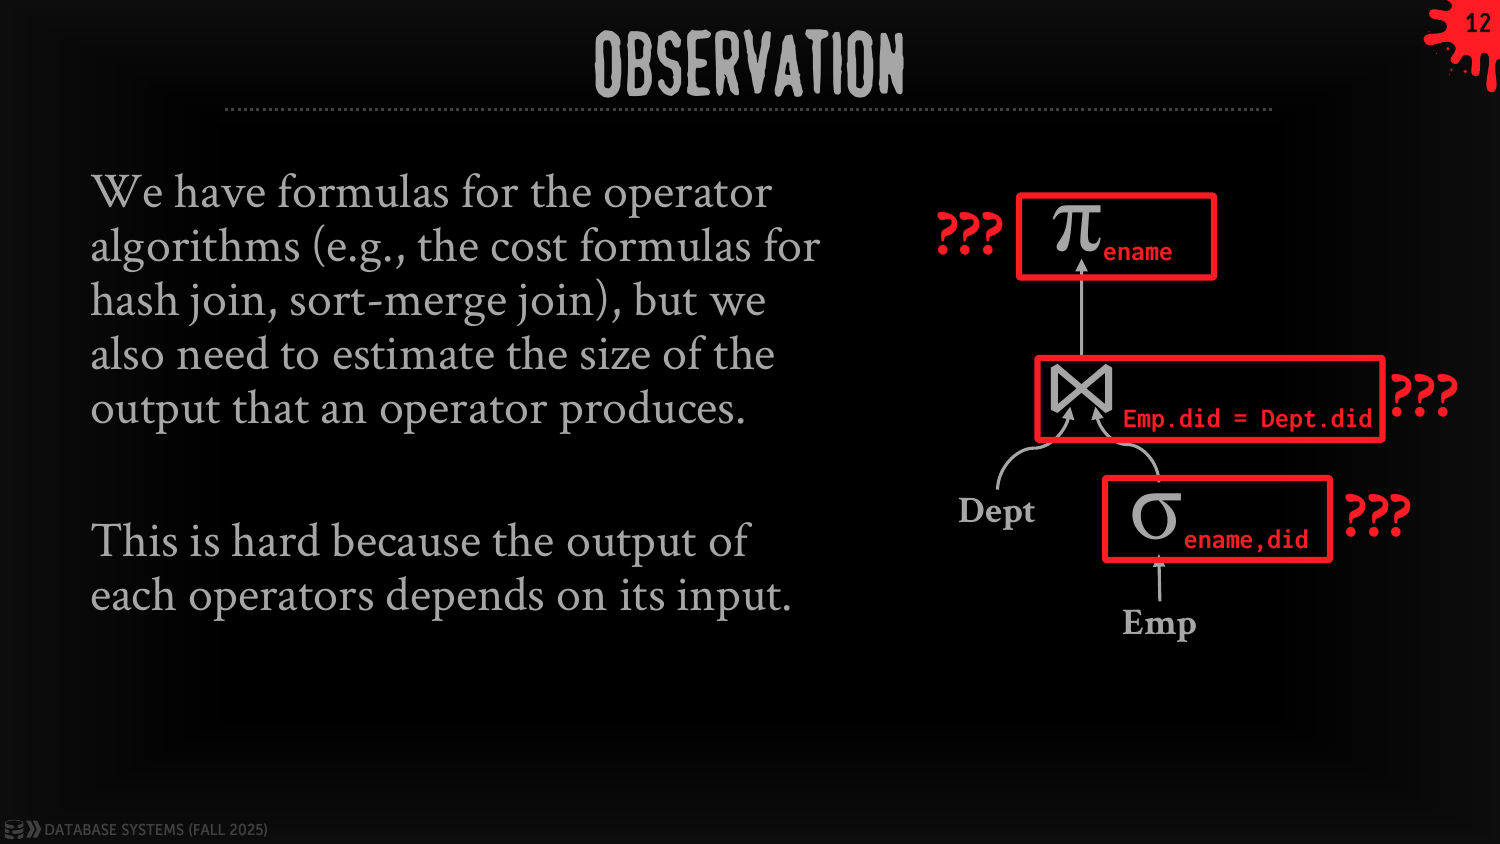 12
OBSERVATION
We have formulas for the operator
algorithms (e.g., the cost formulas for
hash join, sort-merge join), but we
also need to estimate the size of the
output that an operator produces.
This is hard because the output of
each operators depends on its input.
??? π ename
⋈ Emp.did = Dept.did ???
Dept
σ ename,did ???
Emp
DATABASE SYSTEMS (FALL 2025)